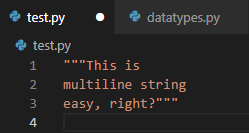 test.py datatypes.py
test.py
1 """This is
2 multiline string
3 easy, right?"""
4